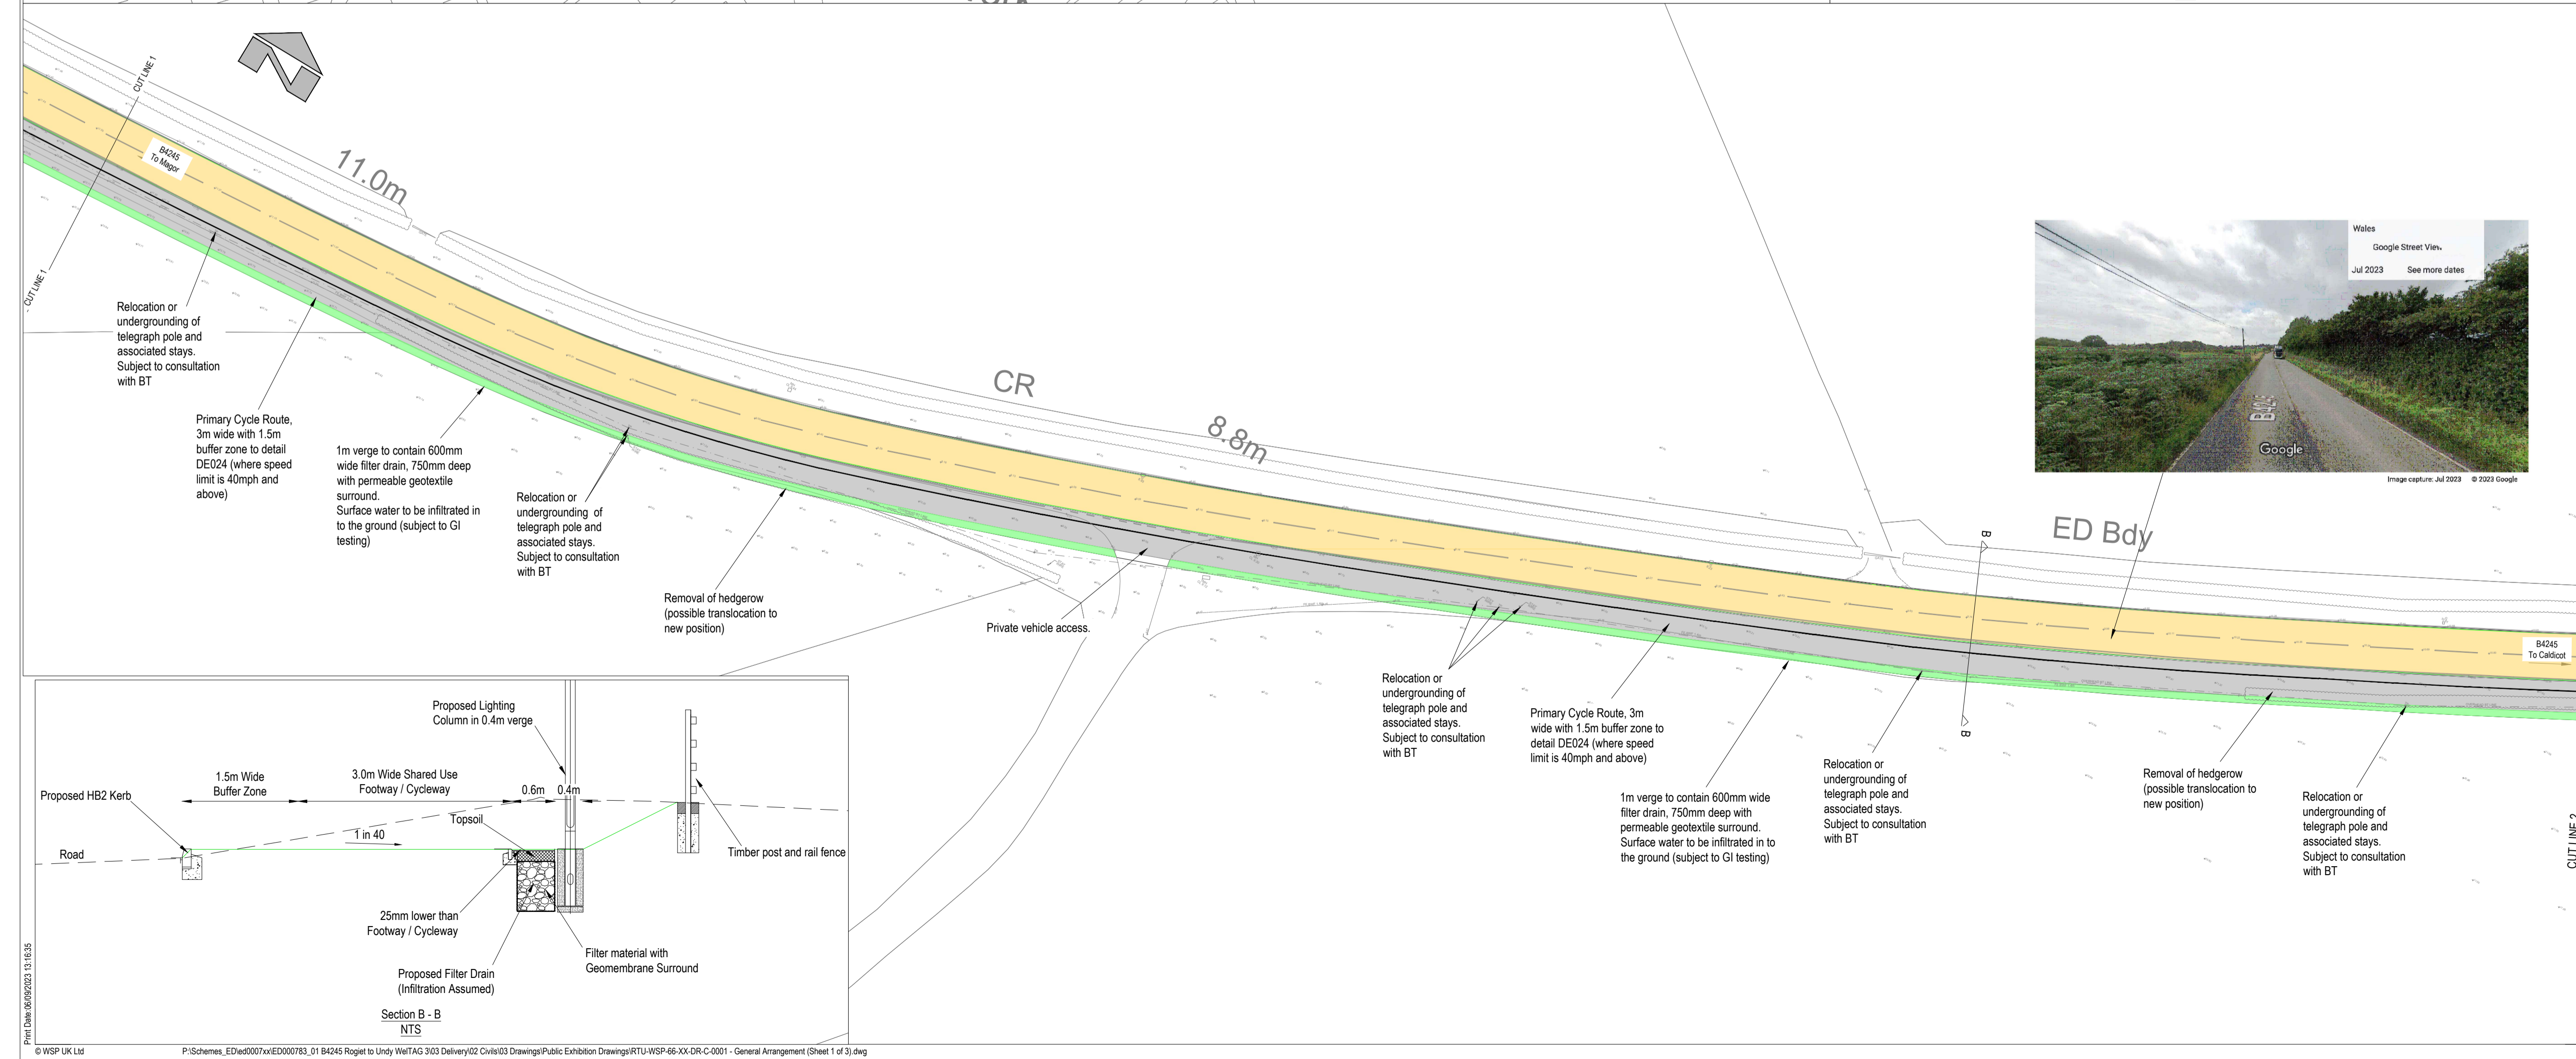 CUT LINE 1
CUT LINE 1
B4245
To Magor
11.0m
CR
8.8m
ED Bdy
Wales
Google Street View
Jul 2023 See more dates
B4245
Google
Image capture: Jul 2023 © 2023 Google
Relocation or
undergrounding of
telegraph pole and
associated stays.
Subject to consultation
with BT
Primary Cycle Route,
3m wide with 1.5m
buffer zone to detail
DE024 (where speed
limit is 40mph and
above)
1m verge to contain 600mm
wide filter drain, 750mm deep
with permeable geotextile
surround.
Surface water to be infiltrated in
to the ground (subject to GI
testing)
Relocation or
undergrounding of
telegraph pole and
associated stays.
Subject to consultation
with BT
Removal of hedgerow
(possible translocation to
new position)
Private vehicle access.
Relocation or
undergrounding of
telegraph pole and
associated stays.
Subject to consultation
with BT
Primary Cycle Route, 3m
wide with 1.5m buffer zone to
detail DE024 (where speed
limit is 40mph and above)
1m verge to contain 600mm wide
filter drain, 750mm deep with
permeable geotextile surround.
Surface water to be infiltrated in to
the ground (subject to GI testing)
Relocation or
undergrounding of
telegraph pole and
associated stays.
Subject to consultation
with BT
B
B
Removal of hedgerow
(possible translocation to
new position)
Relocation or
undergrounding of
telegraph pole and
associated stays.
Subject to consultation
with BT
B4245
To Caldicot
CUT LINE 2
Proposed Lighting
Column in 0.4m verge
1.5m Wide
Buffer Zone
3.0m Wide Shared Use
Footway / Cycleway
0.6m 0.4m
Proposed HB2 Kerb
Topsoil
1 in 40
Road
Timber post and rail fence
25mm lower than
Footway / Cycleway
Filter material with
Geomembrane Surround
Proposed Filter Drain
(Infiltration Assumed)
Section B - B
NTS
Print Date:06/09/2023 13:16:35
© WSP UK Ltd
P:\Schemes_ED\ed0007xx\ED000783_01 B4245 Rogiet to Undy WelTAG 3\03 Delivery\02 Civils\03 Drawings\Public Exhibition Drawings\RTU-WSP-66-XX-DR-C-0001 - General Arrangement (Sheet 1 of 3).dwg